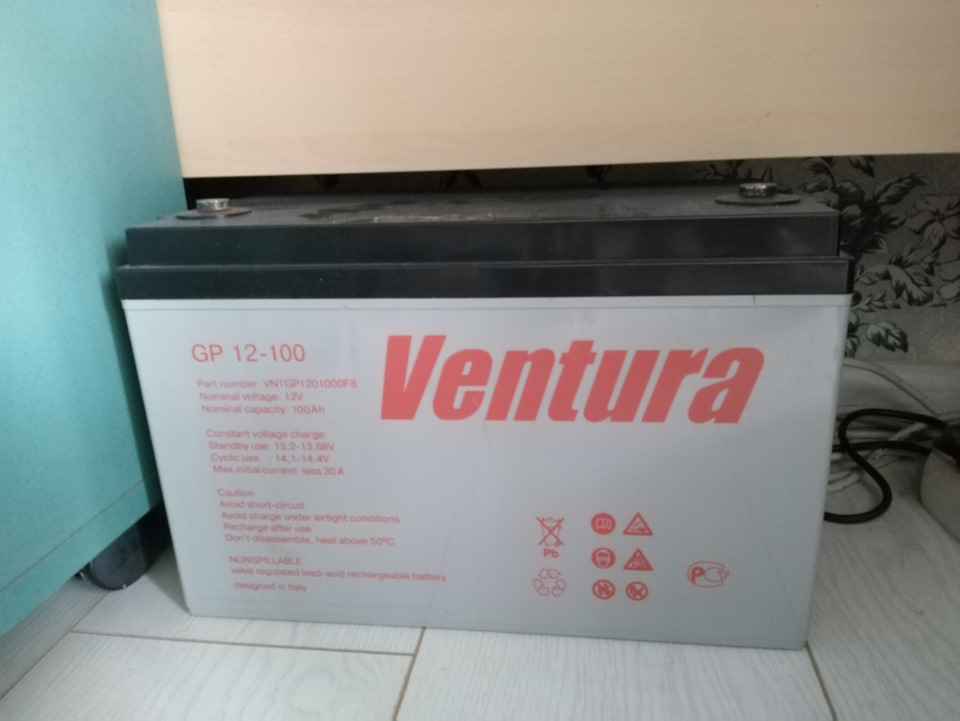 Ventura
GP 12-100
Part number: VNTGP1201000F8
Nominal voltage: 12V
Nominal capacity: 100Ah
Constant voltage charge
Standby use: 13,2-13,68V
Cyclic use 14,1-14,4V
Max. initial current: less 30 A
Caution
Avoid short-circuit
Avoid charge under airtight conditions
Recharge after use
Don't disassemble, heat above 50ºC
NONSPILLABLE
valve regulated lead-acid rechargeable battery
designed in Italy
Pb